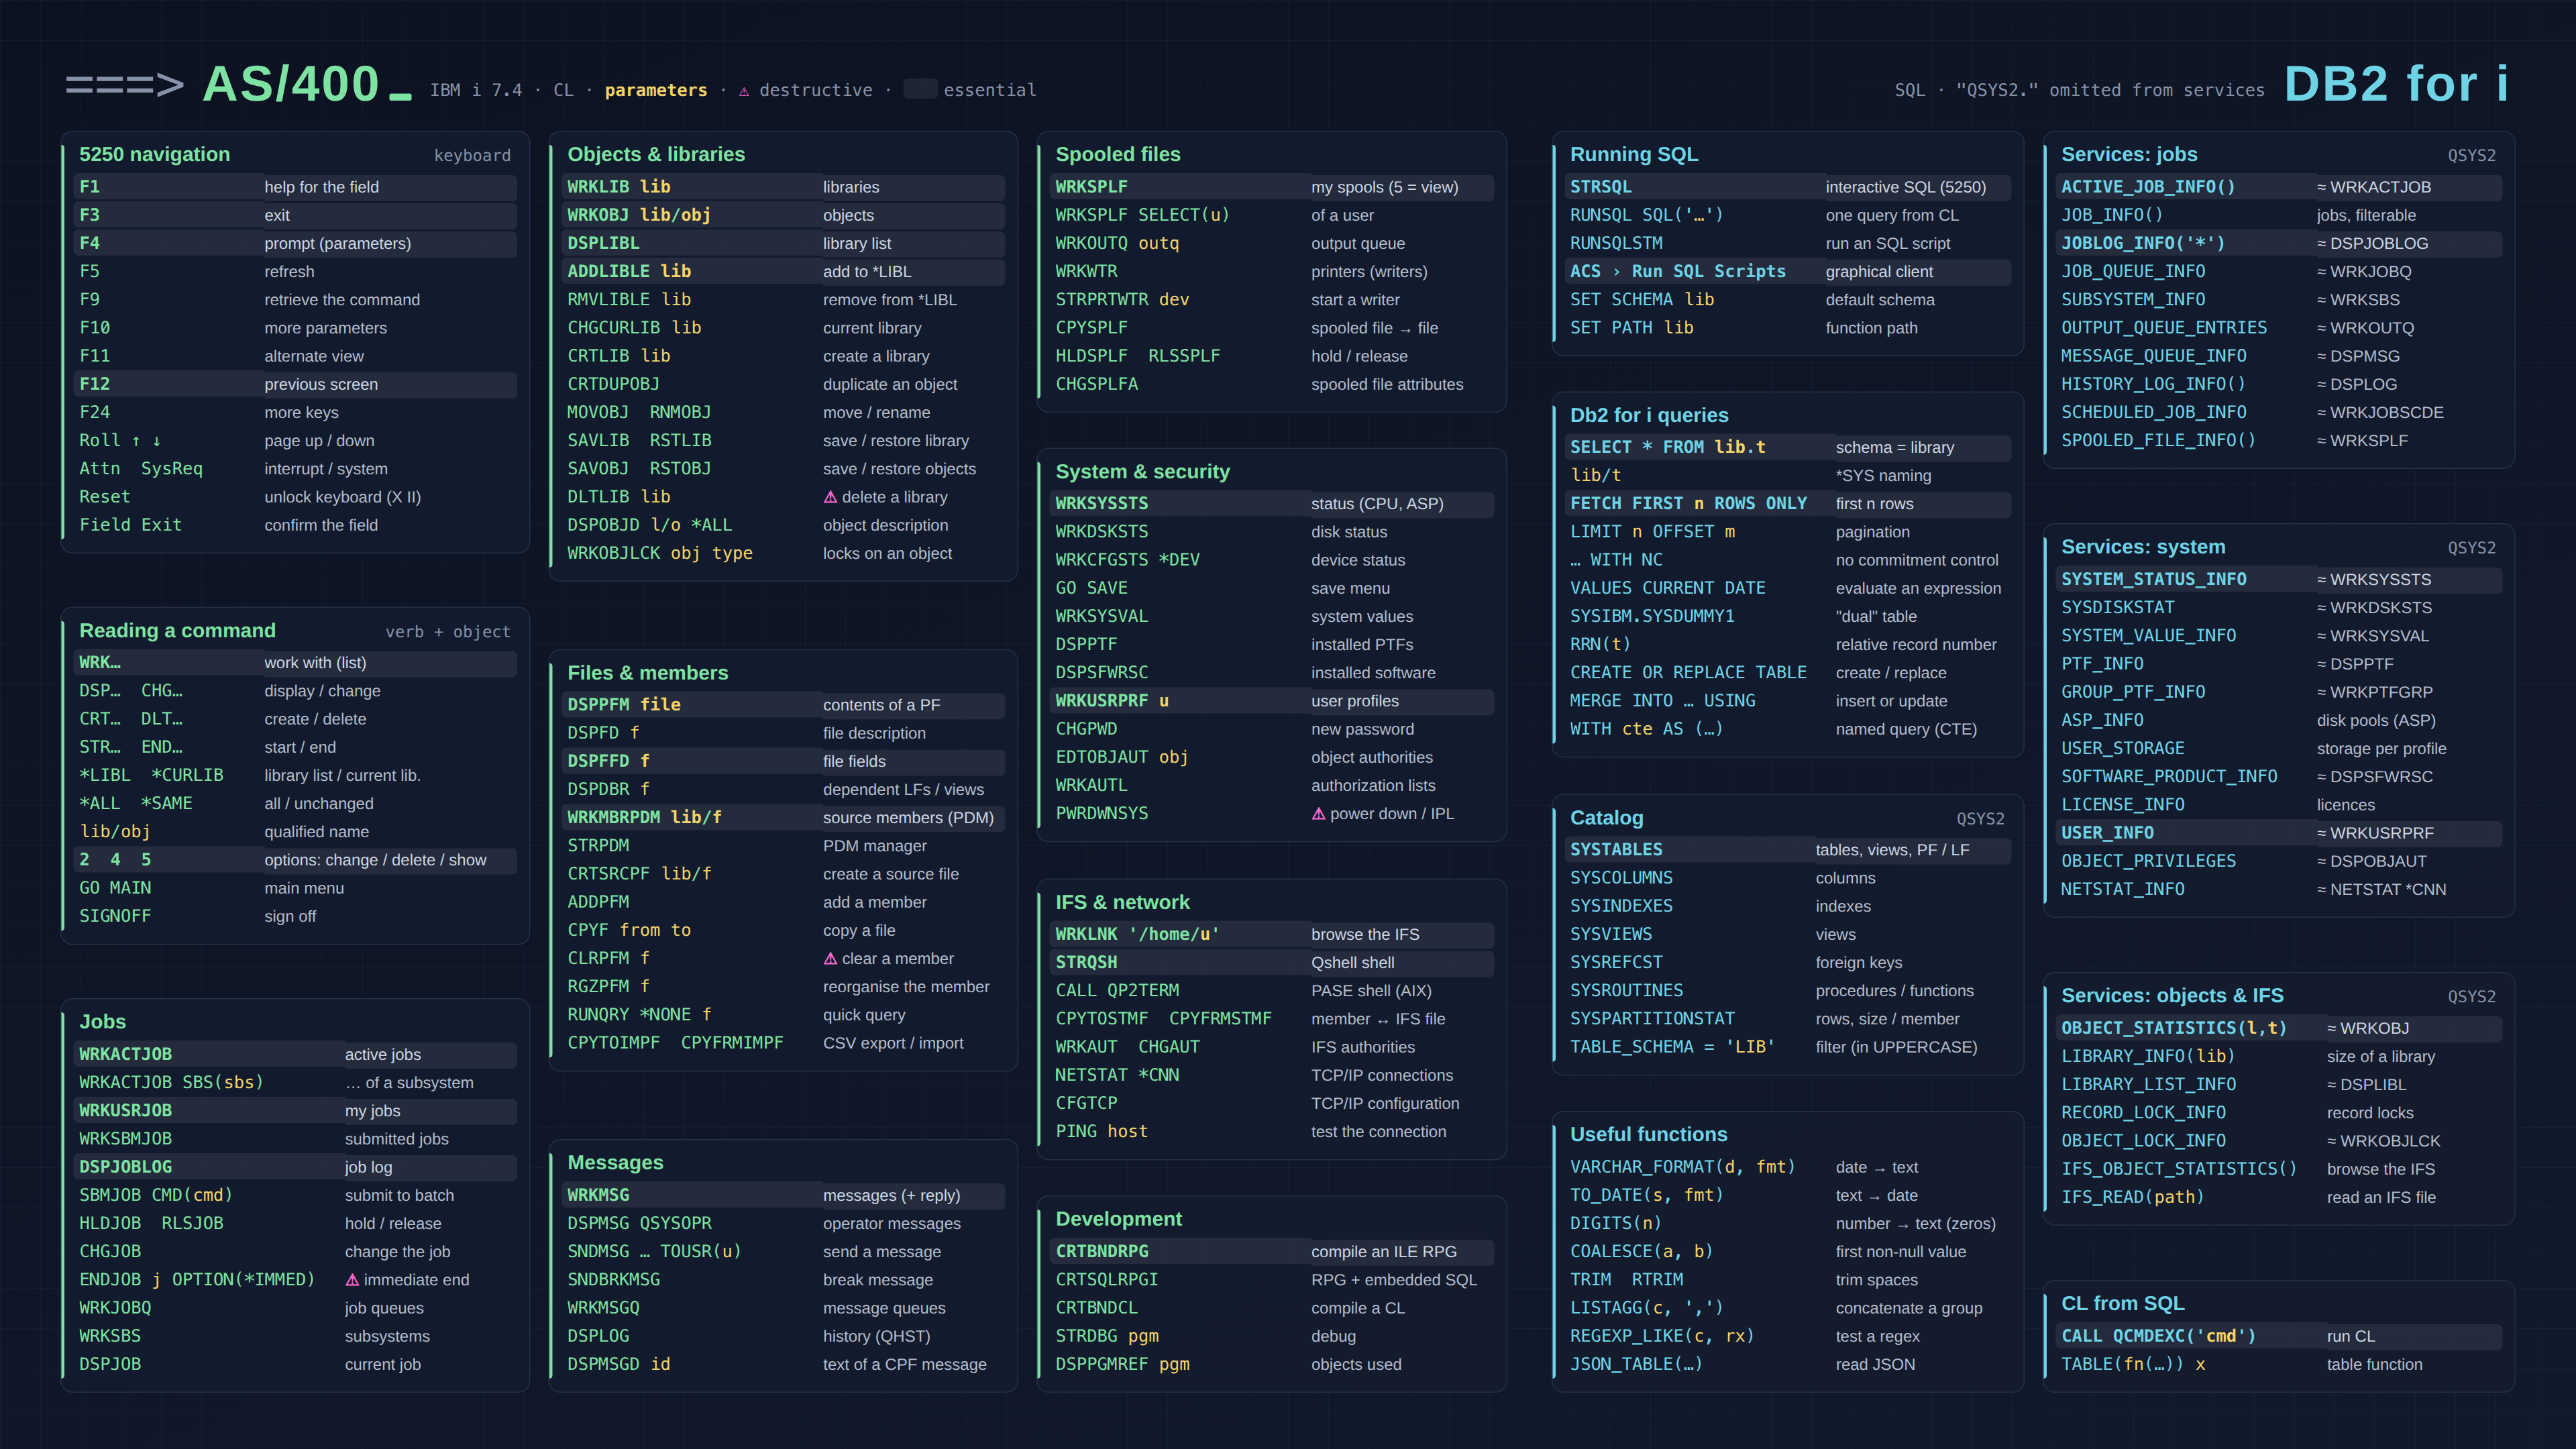 ===> AS/400_ IBM i 7.4 · CL · parameters · ⚠ destructive · essential
SQL · "QSYS2." omitted from services DB2 for i
5250 navigation keyboard
F1 help for the field
F3 exit
F4 prompt (parameters)
F5 refresh
F9 retrieve the command
F10 more parameters
F11 alternate view
F12 previous screen
F24 more keys
Roll ↑ ↓ page up / down
Attn SysReq interrupt / system
Reset unlock keyboard (X II)
Field Exit confirm the field
Reading a command verb + object
WRK… work with (list)
DSP… CHG… display / change
CRT… DLT… create / delete
STR… END… start / end
*LIBL *CURLIB library list / current lib.
*ALL *SAME all / unchanged
lib/obj qualified name
2 4 5 options: change / delete / show
GO MAIN main menu
SIGNOFF sign off
Jobs
WRKACTJOB active jobs
WRKACTJOB SBS(sbs) … of a subsystem
WRKUSRJOB my jobs
WRKSBMJOB submitted jobs
DSPJOBLOG job log
SBMJOB CMD(cmd) submit to batch
HLDJOB RLSJOB hold / release
CHGJOB change the job
ENDJOB j OPTION(*IMMED) ⚠ immediate end
WRKJOBQ job queues
WRKSBS subsystems
DSPJOB current job
Objects & libraries
WRKLIB lib libraries
WRKOBJ lib/obj objects
DSPLIBL library list
ADDLIBLE lib add to *LIBL
RMVLIBLE lib remove from *LIBL
CHGCURLIB lib current library
CRTLIB lib create a library
CRTDUPOBJ duplicate an object
MOVOBJ RNMOBJ move / rename
SAVLIB RSTLIB save / restore library
SAVOBJ RSTOBJ save / restore objects
DLTLIB lib ⚠ delete a library
DSPOBJD l/o *ALL object description
WRKOBJLCK obj type locks on an object
Files & members
DSPPFM file contents of a PF
DSPFD f file description
DSPFFD f file fields
DSPDBR f dependent LFs / views
WRKMBRPDM lib/f source members (PDM)
STRPDM PDM manager
CRTSRCPF lib/f create a source file
ADDPFM add a member
CPYF from to copy a file
CLRPFM f ⚠ clear a member
RGZPFM f reorganise the member
RUNQRY *NONE f quick query
CPYTOIMPF CPYFRMIMPF CSV export / import
Messages
WRKMSG messages (+ reply)
DSPMSG QSYSOPR operator messages
SNDMSG … TOUSR(u) send a message
SNDBRKMSG break message
WRKMSGQ message queues
DSPLOG history (QHST)
DSPMSGD id text of a CPF message
Spooled files
WRKSPLF my spools (5 = view)
WRKSPLF SELECT(u) of a user
WRKOUTQ outq output queue
WRKWTR printers (writers)
STRPRTWTR dev start a writer
CPYSPLF spooled file → file
HLDSPLF RLSSPLF hold / release
CHGSPLFA spooled file attributes
System & security
WRKSYSSTS status (CPU, ASP)
WRKDSKSTS disk status
WRKCFGSTS *DEV device status
GO SAVE save menu
WRKSYSVAL system values
DSPPTF installed PTFs
DSPSFWRSC installed software
WRKUSRPRF u user profiles
CHGPWD new password
EDTOBJAUT obj object authorities
WRKAUTL authorization lists
PWRDWNSYS ⚠ power down / IPL
IFS & network
WRKLNK '/home/u' browse the IFS
STRQSH Qshell shell
CALL QP2TERM PASE shell (AIX)
CPYTOSTMF CPYFRMSTMF member ↔ IFS file
WRKAUT CHGAUT IFS authorities
NETSTAT *CNN TCP/IP connections
CFGTCP TCP/IP configuration
PING host test the connection
Development
CRTBNDRPG compile an ILE RPG
CRTSQLRPGI RPG + embedded SQL
CRTBNDCL compile a CL
STRDBG pgm debug
DSPPGMREF pgm objects used
Running SQL
STRSQL interactive SQL (5250)
RUNSQL SQL('…') one query from CL
RUNSQLSTM run an SQL script
ACS › Run SQL Scripts graphical client
SET SCHEMA lib default schema
SET PATH lib function path
Db2 for i queries
SELECT * FROM lib.t schema = library
lib/t *SYS naming
FETCH FIRST n ROWS ONLY first n rows
LIMIT n OFFSET m pagination
… WITH NC no commitment control
VALUES CURRENT DATE evaluate an expression
SYSIBM.SYSDUMMY1 "dual" table
RRN(t) relative record number
CREATE OR REPLACE TABLE create / replace
MERGE INTO … USING insert or update
WITH cte AS (…) named query (CTE)
Catalog QSYS2
SYSTABLES tables, views, PF / LF
SYSCOLUMNS columns
SYSINDEXES indexes
SYSVIEWS views
SYSREFCST foreign keys
SYSROUTINES procedures / functions
SYSPARTITIONSTAT rows, size / member
TABLE_SCHEMA = 'LIB' filter (in UPPERCASE)
Useful functions
VARCHAR_FORMAT(d, fmt) date → text
TO_DATE(s, fmt) text → date
DIGITS(n) number → text (zeros)
COALESCE(a, b) first non-null value
TRIM RTRIM trim spaces
LISTAGG(c, ',') concatenate a group
REGEXP_LIKE(c, rx) test a regex
JSON_TABLE(…) read JSON
Services: jobs QSYS2
ACTIVE_JOB_INFO() ≈ WRKACTJOB
JOB_INFO() jobs, filterable
JOBLOG_INFO('*') ≈ DSPJOBLOG
JOB_QUEUE_INFO ≈ WRKJOBQ
SUBSYSTEM_INFO ≈ WRKSBS
OUTPUT_QUEUE_ENTRIES ≈ WRKOUTQ
MESSAGE_QUEUE_INFO ≈ DSPMSG
HISTORY_LOG_INFO() ≈ DSPLOG
SCHEDULED_JOB_INFO ≈ WRKJOBSCDE
SPOOLED_FILE_INFO() ≈ WRKSPLF
Services: system QSYS2
SYSTEM_STATUS_INFO ≈ WRKSYSSTS
SYSDISKSTAT ≈ WRKDSKSTS
SYSTEM_VALUE_INFO ≈ WRKSYSVAL
PTF_INFO ≈ DSPPTF
GROUP_PTF_INFO ≈ WRKPTFGRP
ASP_INFO disk pools (ASP)
USER_STORAGE storage per profile
SOFTWARE_PRODUCT_INFO ≈ DSPSFWRSC
LICENSE_INFO licences
USER_INFO ≈ WRKUSRPRF
OBJECT_PRIVILEGES ≈ DSPOBJAUT
NETSTAT_INFO ≈ NETSTAT *CNN
Services: objects & IFS QSYS2
OBJECT_STATISTICS(l,t) ≈ WRKOBJ
LIBRARY_INFO(lib) size of a library
LIBRARY_LIST_INFO ≈ DSPLIBL
RECORD_LOCK_INFO record locks
OBJECT_LOCK_INFO ≈ WRKOBJLCK
IFS_OBJECT_STATISTICS() browse the IFS
IFS_READ(path) read an IFS file
CL from SQL
CALL QCMDEXC('cmd') run CL
TABLE(fn(…)) x table function